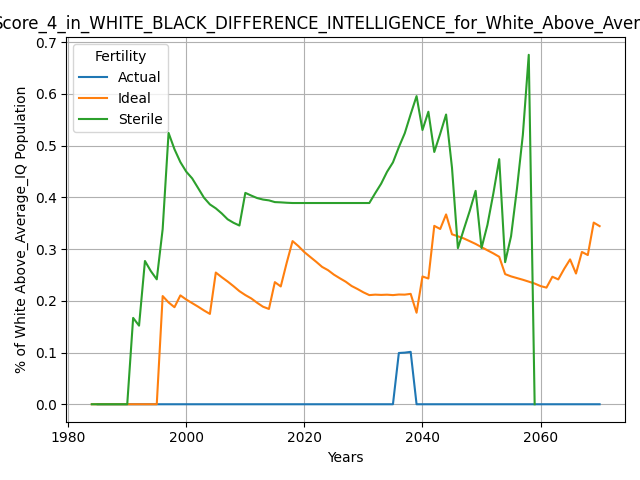 Score_4_in_WHITE_BLACK_DIFFERENCE_INTELLIGENCE_for_White_Above_Aver
Fertility
Actual
Ideal
Sterile
% of White Above_Average_IQ Population
0.7
0.6
0.5
0.4
0.3
0.2
0.1
0.0
1980 2000 2020 2040 2060
Years